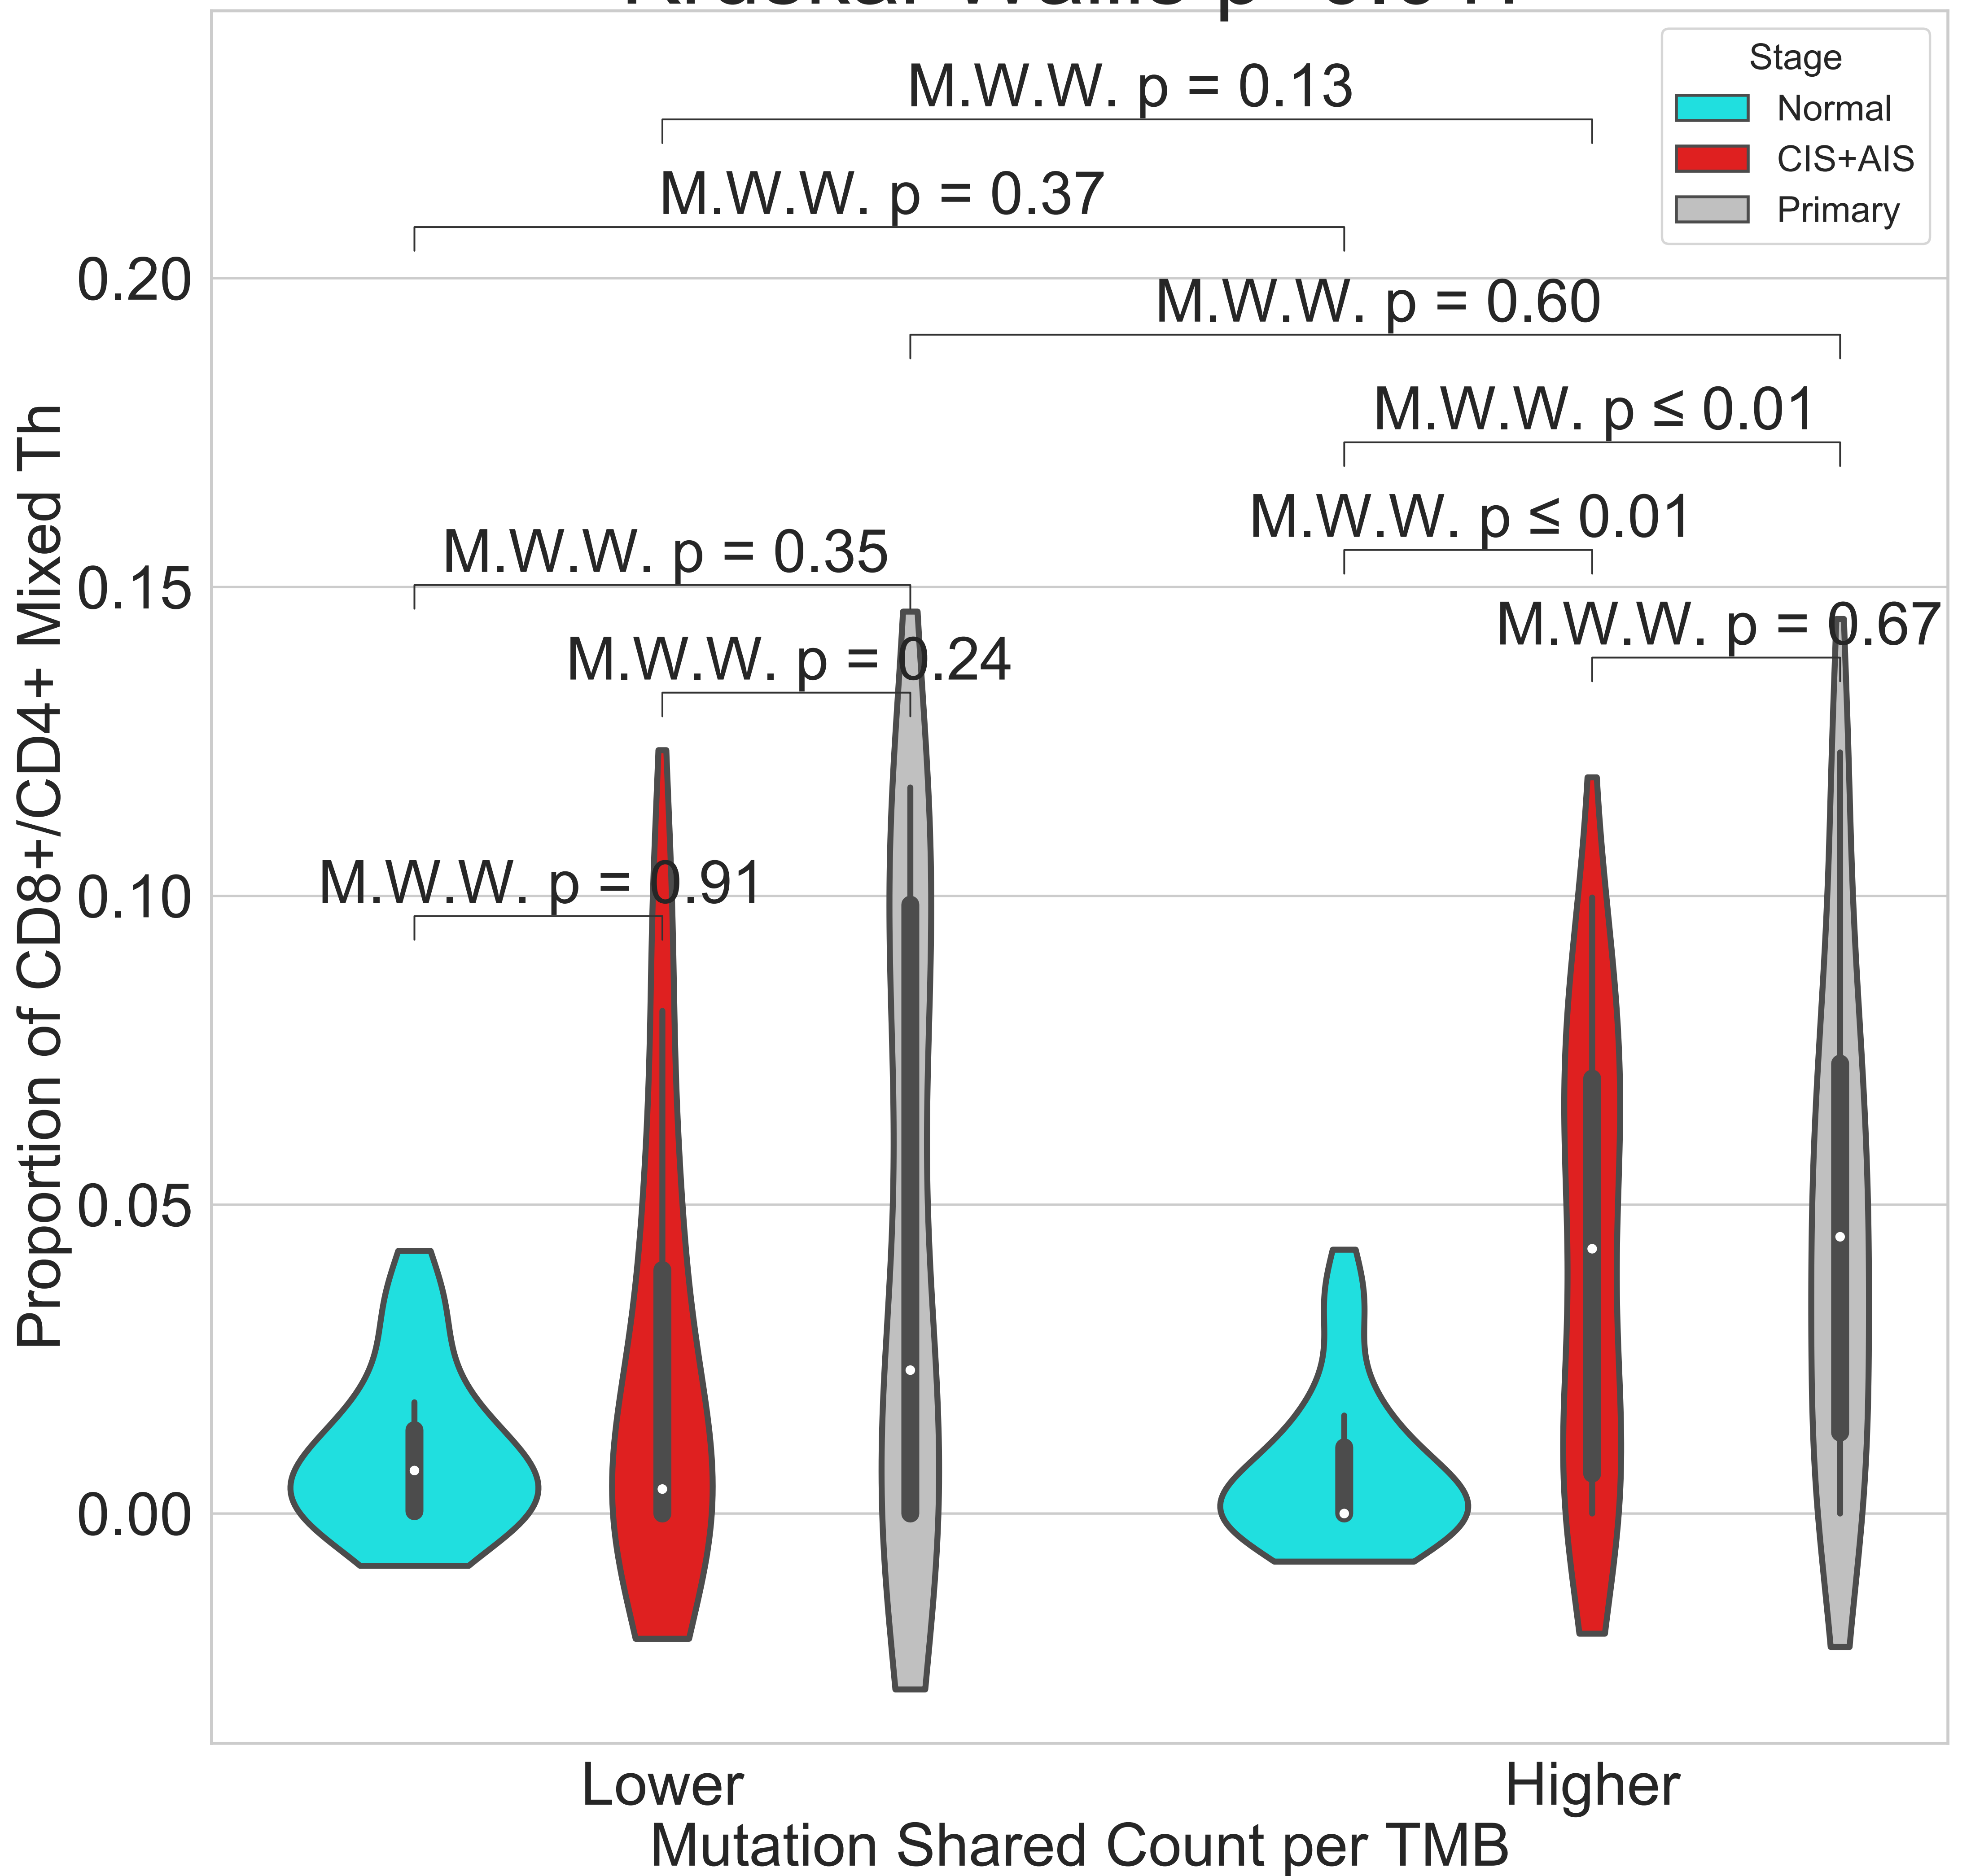 Stage
Normal
CIS+AIS
Primary
M.W.W. p = 0.13
M.W.W. p = 0.37
M.W.W. p = 0.60
M.W.W. p ≤ 0.01
M.W.W. p ≤ 0.01
M.W.W. p = 0.35
M.W.W. p = 0.67
M.W.W. p = 0.24
M.W.W. p = 0.91
Proportion of CD8+/CD4+ Mixed Th
0.20
0.15
0.10
0.05
0.00
Lower
Higher
Mutation Shared Count per TMB